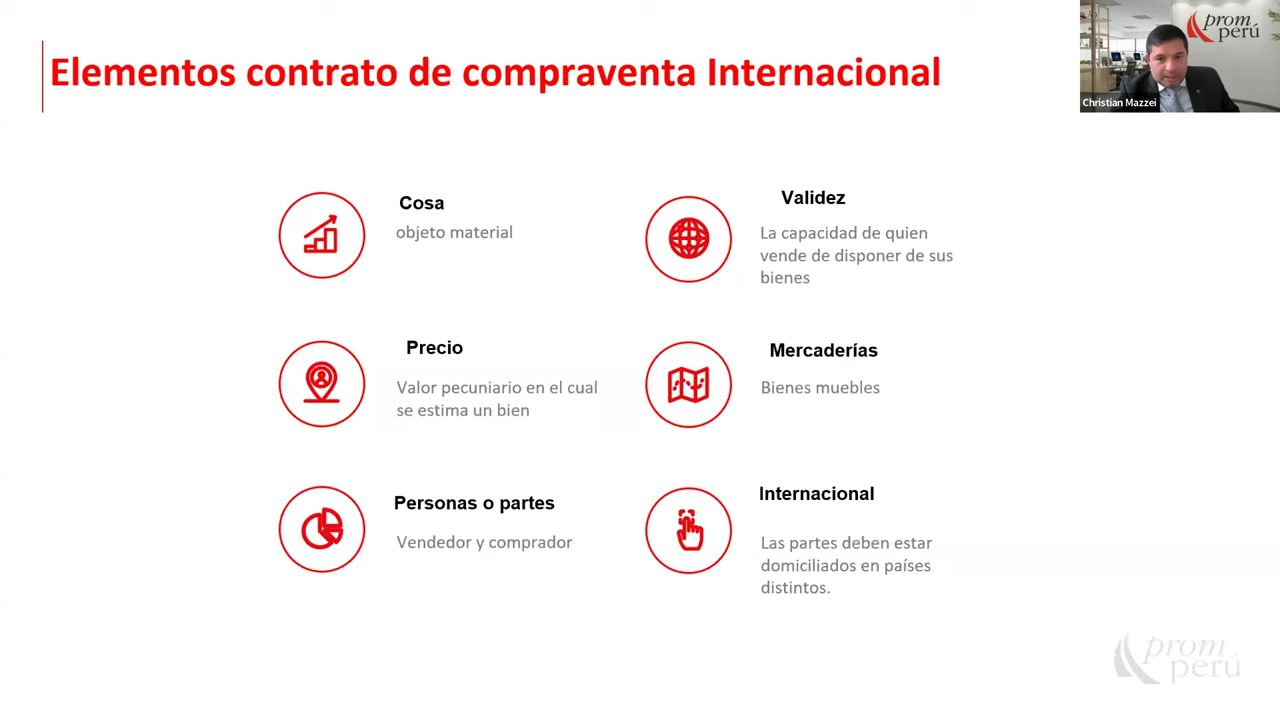 Elementos contrato de compraventa Internacional
prom
perú
Christian Mazzei
Cosa
objeto material
Validez
La capacidad de quien
vende de disponer de sus
bienes
Precio
Valor pecuniario en el cual
se estima un bien
Mercaderías
Bienes muebles
Personas o partes
Vendedor y comprador
Internacional
Las partes deben estar
domiciliados en países
distintos.
prom
perú